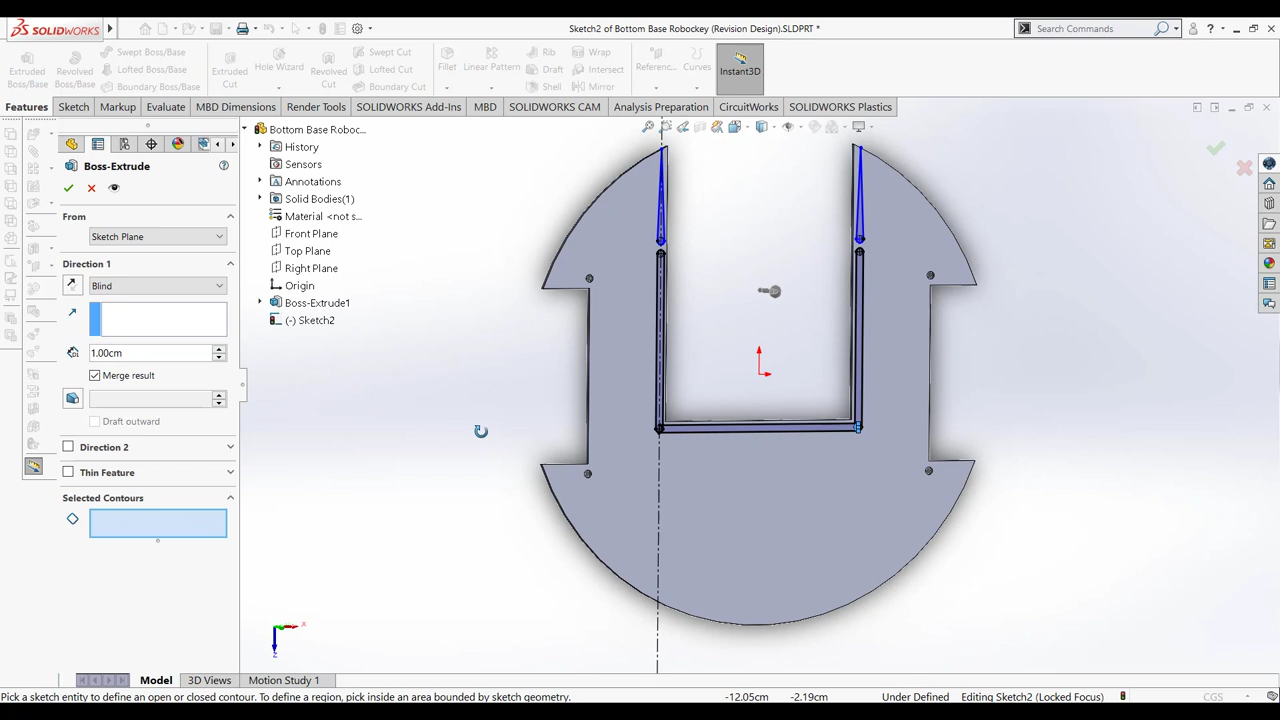 SOLIDWORKS
Sketch2 of Bottom Base Robockey (Revision Design).SLDPRT *
Search Commands
Extruded Boss/Base
Revolved Boss/Base
Swept Boss/Base
Lofted Boss/Base
Boundary Boss/Base
Extruded Cut
Hole Wizard
Revolved Cut
Swept Cut
Lofted Cut
Boundary Cut
Fillet
Linear Pattern
Rib
Draft
Shell
Wrap
Intersect
Mirror
Referenc...
Curves
Instant3D
Features
Sketch
Markup
Evaluate
MBD Dimensions
Render Tools
SOLIDWORKS Add-Ins
MBD
SOLIDWORKS CAM
Analysis Preparation
CircuitWorks
SOLIDWORKS Plastics
Boss-Extrude
From
Sketch Plane
Direction 1
Blind
1.00cm
Merge result
Draft outward
Direction 2
Thin Feature
Selected Contours
Bottom Base Roboc...
History
Sensors
Annotations
Solid Bodies(1)
Material <not s...
Front Plane
Top Plane
Right Plane
Origin
Boss-Extrude1
(-) Sketch2
X
Z
Model
3D Views
Motion Study 1
Pick a sketch entity to define an open or closed contour. To define a region, pick inside an area bounded by sketch geometry.
-12.05cm
-2.19cm
Under Defined
Editing Sketch2 (Locked Focus)
CGS